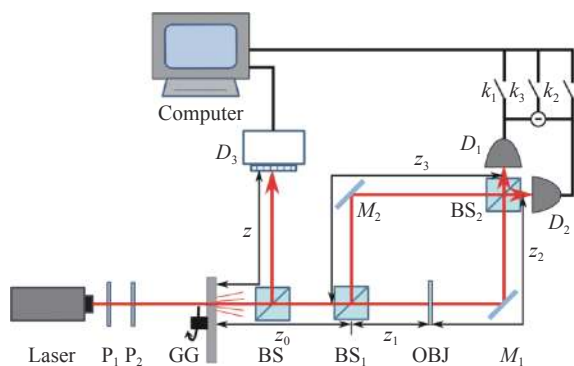 Computer
k₁ k₃ k₂
−
D₁
D₃
z₃
M₂
BS₂
D₂
z
z₂
z₀
z₁
Laser P₁ P₂ GG BS BS₁ OBJ M₁